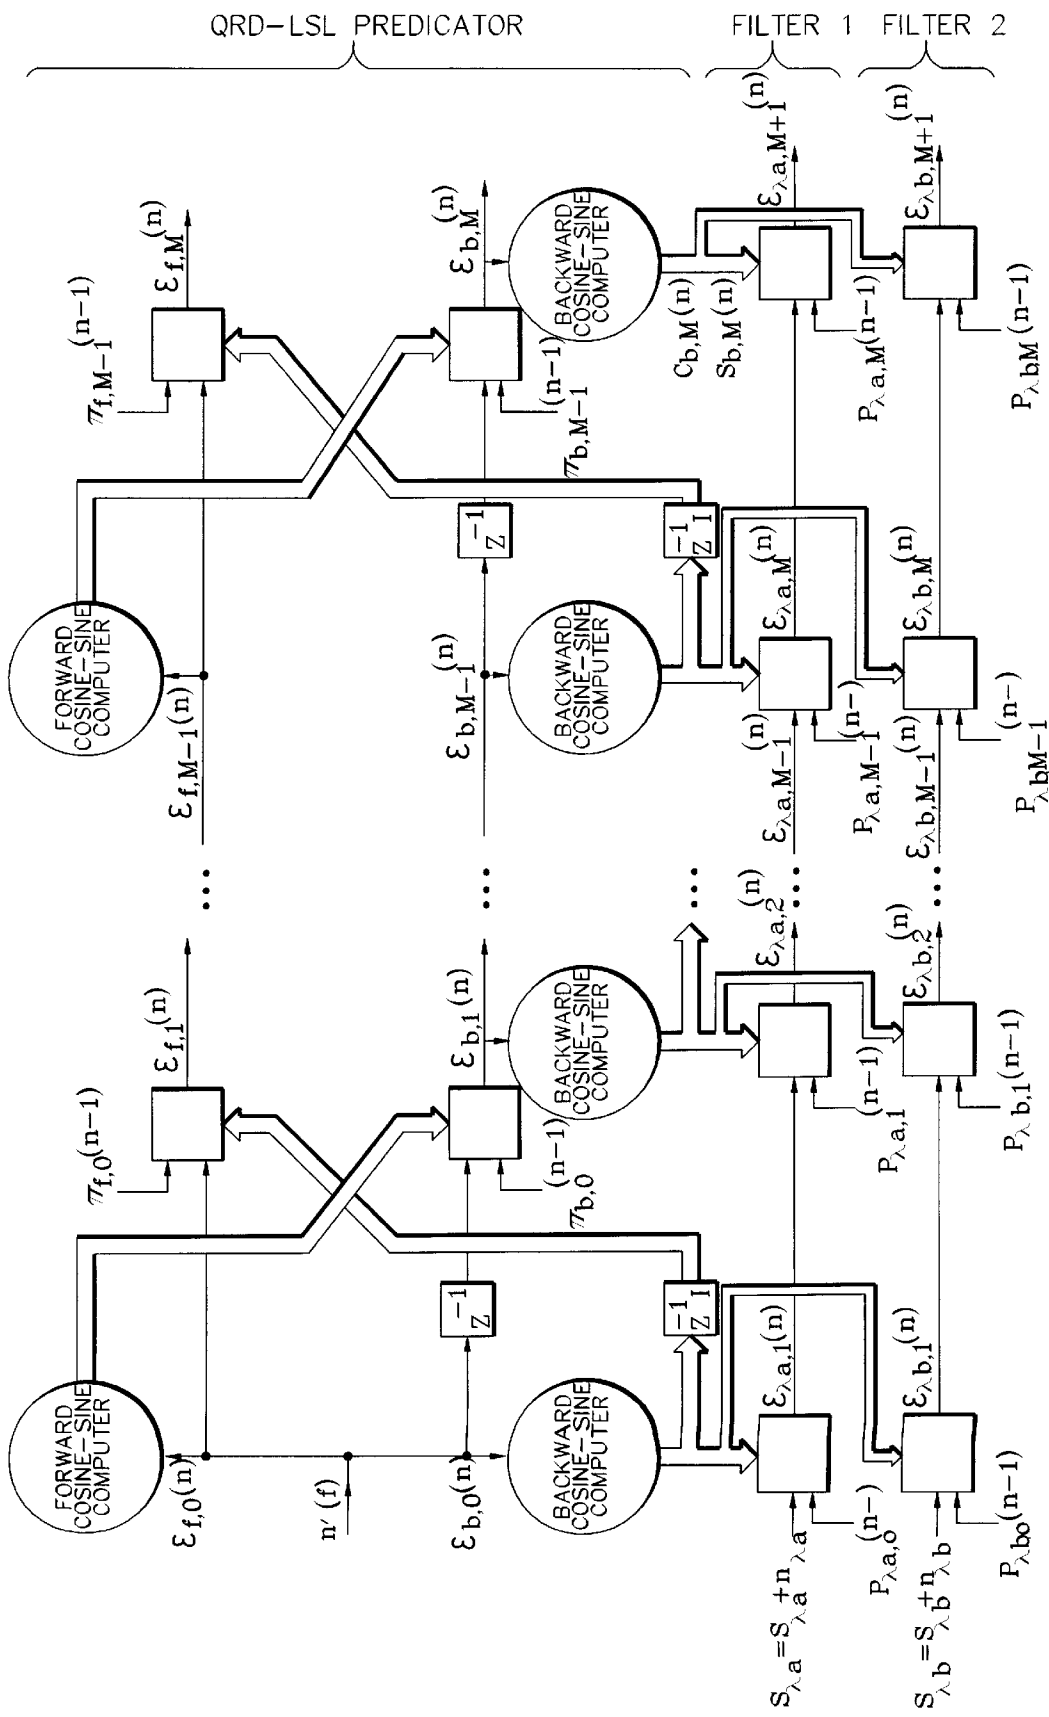 QRD-LSL PREDICATOR
FILTER 1
FILTER 2
FORWARD
COSINE-SINE
COMPUTER
FORWARD
COSINE-SINE
COMPUTER
ε_{f,0}(n)
π_{f,0}(n-1)
ε_{f,1}(n)
...
ε_{f,M-1}(n)
π_{f,M-1}(n-1)
ε_{f,M}(n)
n'(f)
ε_{b,0}(n)
Z^{-1}
π_{b,0}(n-1)
ε_{b,1}(n)
...
ε_{b,M-1}(n)
Z^{-1}
π_{b,M-1}(n-1)
ε_{b,M}(n)
BACKWARD
COSINE-SINE
COMPUTER
BACKWARD
COSINE-SINE
COMPUTER
BACKWARD
COSINE-SINE
COMPUTER
BACKWARD
COSINE-SINE
COMPUTER
Z^{-1}I
...
Z^{-1}I
C_{b,M}(n)
S_{b,M}(n)
S_{λa}=S_{λa}+n_{λa}
ε_{λa,1}(n)
ε_{λa,2}(n)
...
ε_{λa,M-1}(n)
ε_{λa,M}(n)
ε_{λa,M+1}(n)
P_{λa,0}(n-)
P_{λa,1}(n-1)
P_{λa,M-1}(n-)
P_{λa,M}(n-1)
S_{λb}=S_{λb}+n_{λb}
ε_{λb,1}(n)
ε_{λb,2}(n)
...
ε_{λb,M-1}(n)
ε_{λb,M}(n)
ε_{λb,M+1}(n)
P_{λb0}(n-1)
P_{λb,1}(n-1)
P_{λbM-1}(n-)
P_{λbM}(n-1)